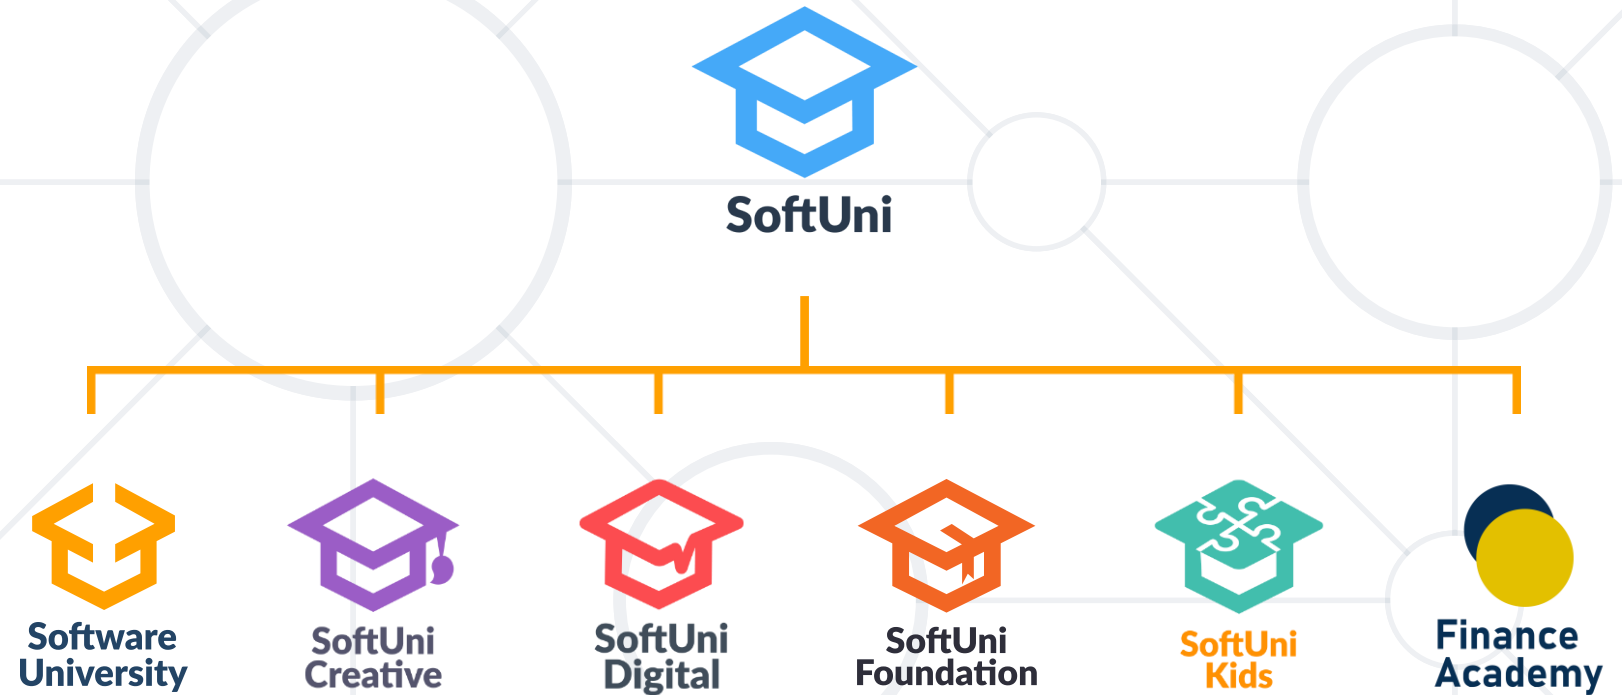 SoftUni
Software
University
SoftUni
Creative
SoftUni
Digital
SoftUni
Foundation
SoftUni
Kids
Finance
Academy